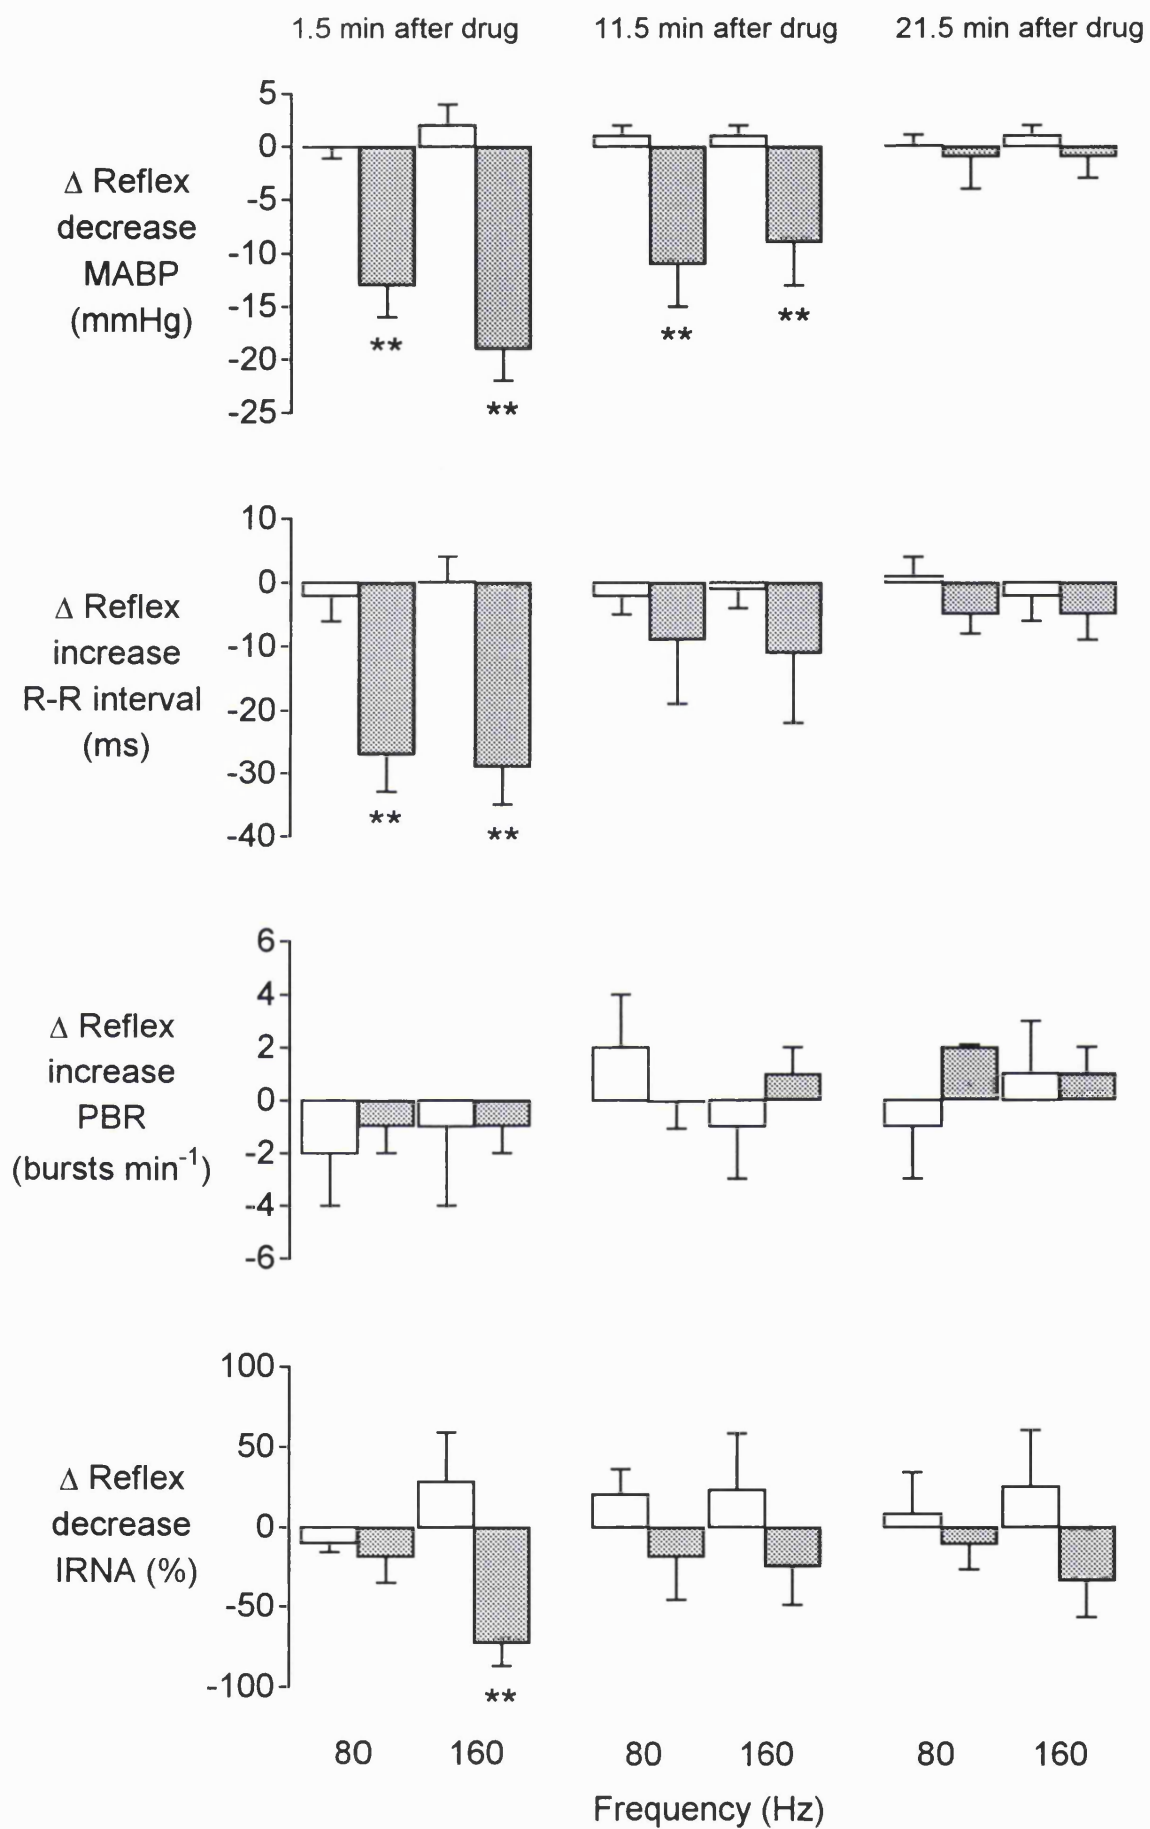 1.5 min after drug
11.5 min after drug
21.5 min after drug
5
0
-5
-10
-15
-20
-25
Δ Reflex
decrease
MABP
(mmHg)
**
**
**
**
10
0
-10
-20
-30
-40
Δ Reflex
increase
R-R interval
(ms)
**
**
6
4
2
0
-2
-4
-6
Δ Reflex
increase
PBR
(bursts min⁻¹)
100
50
0
-50
-100
Δ Reflex
decrease
IRNA (%)
**
80 160 80 160 80 160
Frequency (Hz)